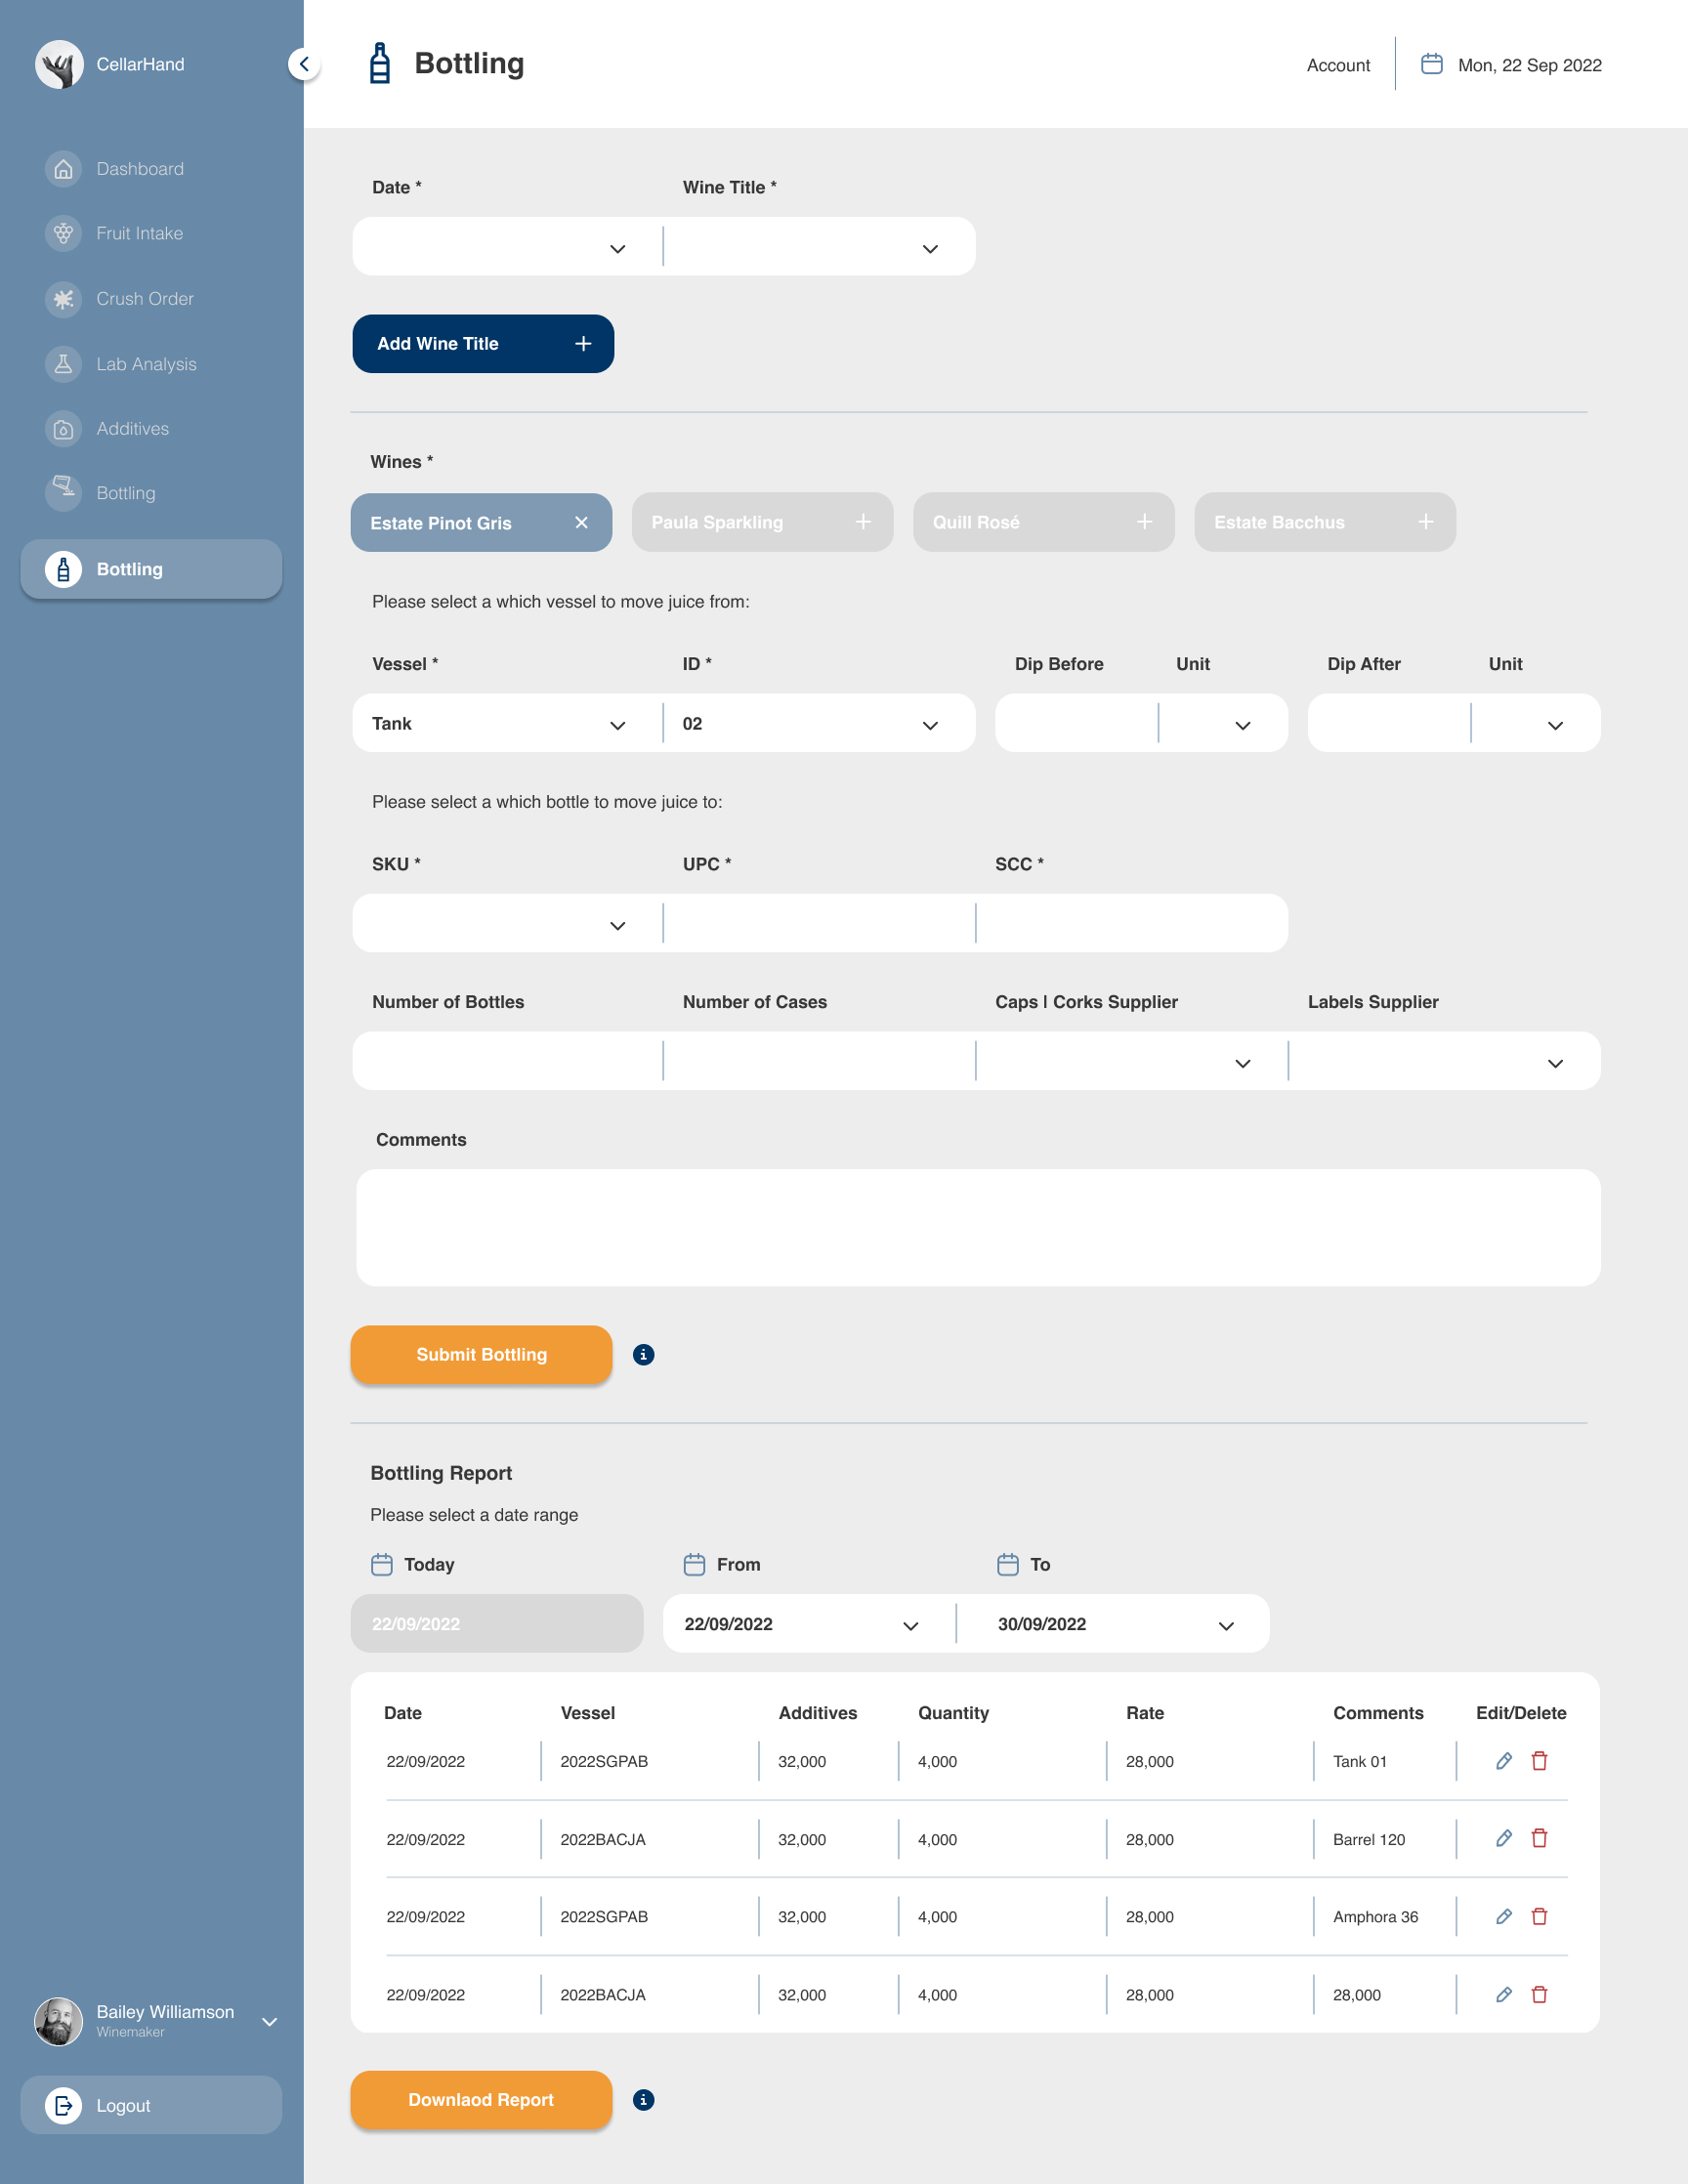 CellarHand
Dashboard
Fruit Intake
Crush Order
Lab Analysis
Additives
Bottling
Bottling
Bailey Williamson
Winemaker
Logout
Bottling
Account
Mon, 22 Sep 2022
Date * Wine Title *
Add Wine Title
Wines *
Estate Pinot Gris Paula Sparkling Quill Rosé Estate Bacchus
Please select a which vessel to move juice from:
Vessel * ID * Dip Before Unit Dip After Unit
Tank 02
Please select a which bottle to move juice to:
SKU * UPC * SCC *
Number of Bottles Number of Cases Caps | Corks Supplier Labels Supplier
Comments
Submit Bottling
Bottling Report
Please select a date range
Today From To
22/09/2022 22/09/2022 30/09/2022
Date Vessel Additives Quantity Rate Comments Edit/Delete
22/09/2022 2022SGPAB 32,000 4,000 28,000 Tank 01
22/09/2022 2022BACJA 32,000 4,000 28,000 Barrel 120
22/09/2022 2022SGPAB 32,000 4,000 28,000 Amphora 36
22/09/2022 2022BACJA 32,000 4,000 28,000 28,000
Downlaod Report